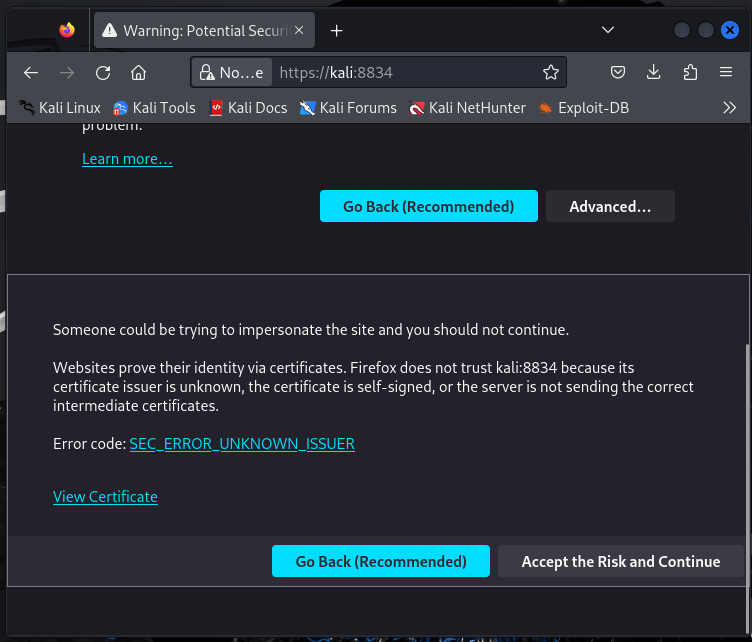 Warning: Potential Securi
No…e
https://kali:8834
Kali Linux
Kali Tools
Kali Docs
Kali Forums
Kali NetHunter
Exploit-DB
problem.
Learn more…
Go Back (Recommended)
Advanced…
Someone could be trying to impersonate the site and you should not continue.
Websites prove their identity via certificates. Firefox does not trust kali:8834 because its
certificate issuer is unknown, the certificate is self-signed, or the server is not sending the correct
intermediate certificates.
Error code: SEC_ERROR_UNKNOWN_ISSUER
View Certificate
Go Back (Recommended)
Accept the Risk and Continue